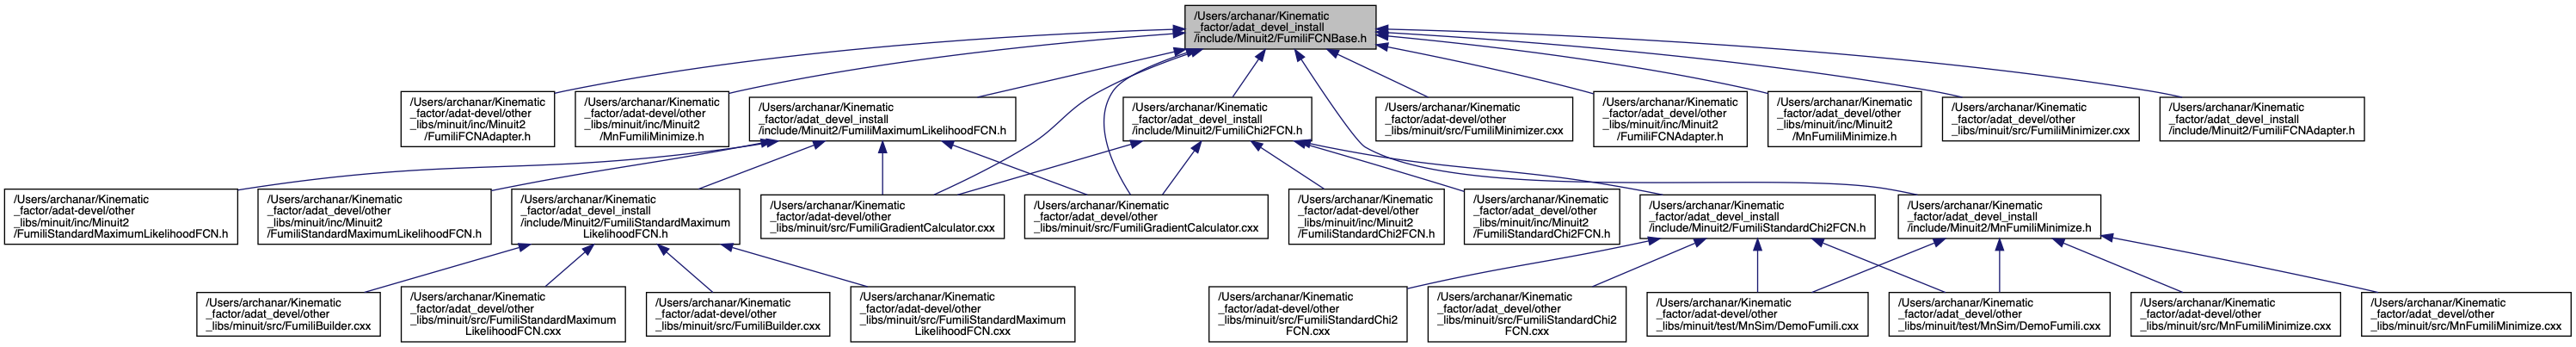 /Users/archanar/Kinematic
_factor/adat_devel_install
/include/Minuit2/FumiliFCNBase.h
/Users/archanar/Kinematic
_factor/adat-devel/other
_libs/minuit/inc/Minuit2
/FumiliFCNAdapter.h
/Users/archanar/Kinematic
_factor/adat-devel/other
_libs/minuit/inc/Minuit2
/MnFumiliMinimize.h
/Users/archanar/Kinematic
_factor/adat_devel_install
/include/Minuit2/FumiliMaximumLikelihoodFCN.h
/Users/archanar/Kinematic
_factor/adat_devel_install
/include/Minuit2/FumiliChi2FCN.h
/Users/archanar/Kinematic
_factor/adat-devel/other
_libs/minuit/src/FumiliMinimizer.cxx
/Users/archanar/Kinematic
_factor/adat_devel/other
_libs/minuit/inc/Minuit2
/FumiliFCNAdapter.h
/Users/archanar/Kinematic
_factor/adat_devel/other
_libs/minuit/inc/Minuit2
/MnFumiliMinimize.h
/Users/archanar/Kinematic
_factor/adat_devel/other
_libs/minuit/src/FumiliMinimizer.cxx
/Users/archanar/Kinematic
_factor/adat_devel_install
/include/Minuit2/FumiliFCNAdapter.h
/Users/archanar/Kinematic
_factor/adat-devel/other
_libs/minuit/inc/Minuit2
/FumiliStandardMaximumLikelihoodFCN.h
/Users/archanar/Kinematic
_factor/adat_devel/other
_libs/minuit/inc/Minuit2
/FumiliStandardMaximumLikelihoodFCN.h
/Users/archanar/Kinematic
_factor/adat_devel_install
/include/Minuit2/FumiliStandardMaximum
LikelihoodFCN.h
/Users/archanar/Kinematic
_factor/adat-devel/other
_libs/minuit/src/FumiliGradientCalculator.cxx
/Users/archanar/Kinematic
_factor/adat_devel/other
_libs/minuit/src/FumiliGradientCalculator.cxx
/Users/archanar/Kinematic
_factor/adat-devel/other
_libs/minuit/inc/Minuit2
/FumiliStandardChi2FCN.h
/Users/archanar/Kinematic
_factor/adat_devel/other
_libs/minuit/inc/Minuit2
/FumiliStandardChi2FCN.h
/Users/archanar/Kinematic
_factor/adat_devel_install
/include/Minuit2/FumiliStandardChi2FCN.h
/Users/archanar/Kinematic
_factor/adat_devel_install
/include/Minuit2/MnFumiliMinimize.h
/Users/archanar/Kinematic
_factor/adat_devel/other
_libs/minuit/src/FumiliBuilder.cxx
/Users/archanar/Kinematic
_factor/adat_devel/other
_libs/minuit/src/FumiliStandardMaximum
LikelihoodFCN.cxx
/Users/archanar/Kinematic
_factor/adat-devel/other
_libs/minuit/src/FumiliBuilder.cxx
/Users/archanar/Kinematic
_factor/adat-devel/other
_libs/minuit/src/FumiliStandardMaximum
LikelihoodFCN.cxx
/Users/archanar/Kinematic
_factor/adat-devel/other
_libs/minuit/src/FumiliStandardChi2
FCN.cxx
/Users/archanar/Kinematic
_factor/adat_devel/other
_libs/minuit/src/FumiliStandardChi2
FCN.cxx
/Users/archanar/Kinematic
_factor/adat-devel/other
_libs/minuit/test/MnSim/DemoFumili.cxx
/Users/archanar/Kinematic
_factor/adat_devel/other
_libs/minuit/test/MnSim/DemoFumili.cxx
/Users/archanar/Kinematic
_factor/adat-devel/other
_libs/minuit/src/MnFumiliMinimize.cxx
/Users/archanar/Kinematic
_factor/adat_devel/other
_libs/minuit/src/MnFumiliMinimize.cxx